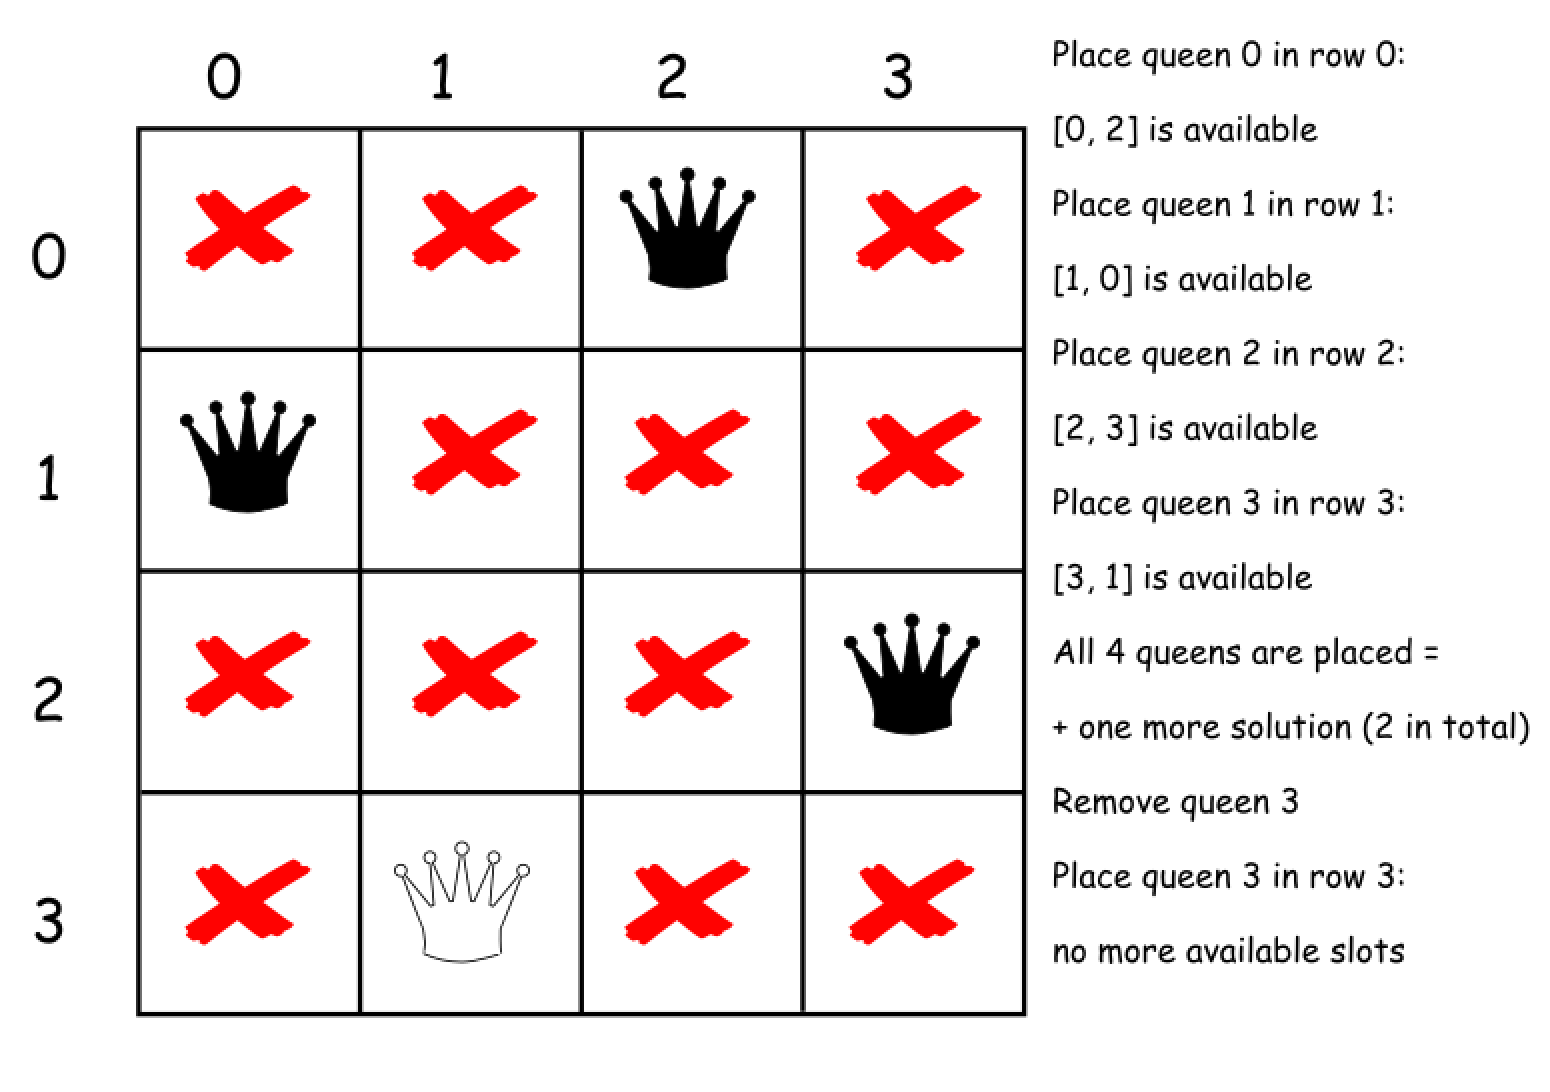 0 1 2 3
0
1
2
3
Place queen 0 in row 0:
[0, 2] is available
Place queen 1 in row 1:
[1, 0] is available
Place queen 2 in row 2:
[2, 3] is available
Place queen 3 in row 3:
[3, 1] is available
All 4 queens are placed =
+ one more solution (2 in total)
Remove queen 3
Place queen 3 in row 3:
no more available slots